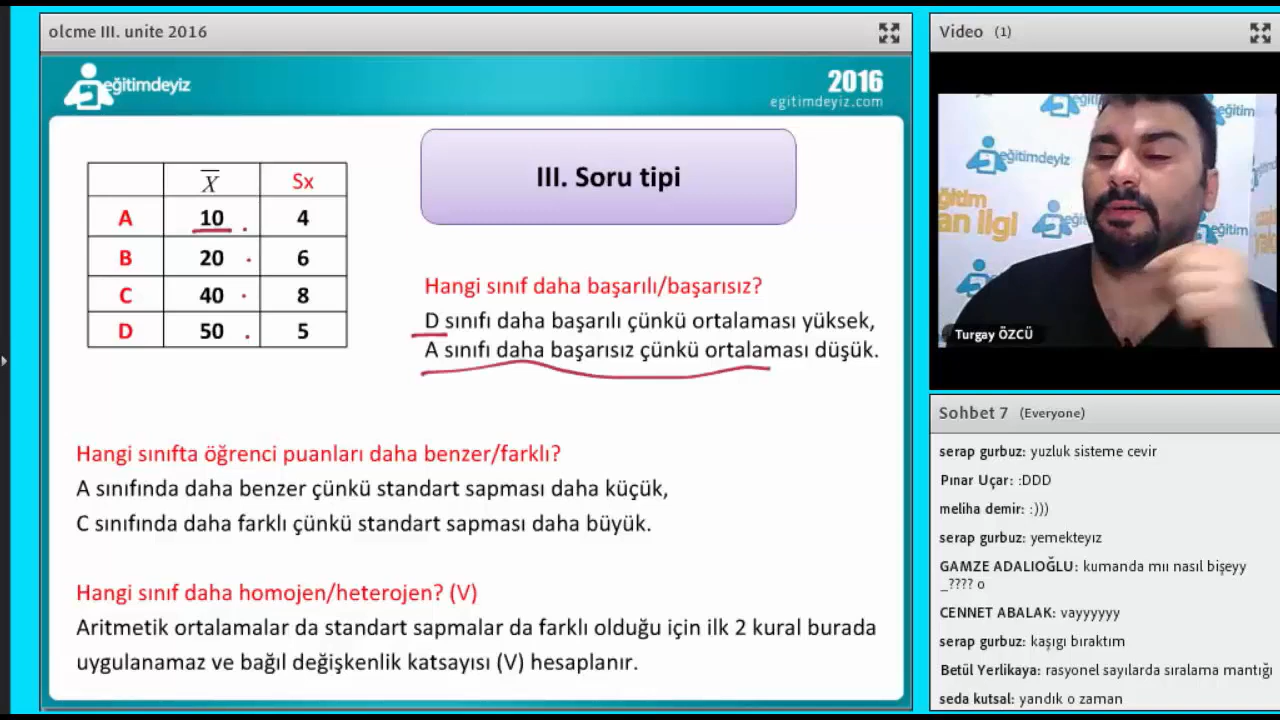 olcme III. unite 2016
eğitimdeyiz
2016
egitimdeyiz.com
X Sx
A 10 4
B 20 6
C 40 8
D 50 5
III. Soru tipi
Hangi sınıf daha başarılı/başarısız?
D sınıfı daha başarılı çünkü ortalaması yüksek,
A sınıfı daha başarısız çünkü ortalaması düşük.
Hangi sınıfta öğrenci puanları daha benzer/farklı?
A sınıfında daha benzer çünkü standart sapması daha küçük,
C sınıfında daha farklı çünkü standart sapması daha büyük.
Hangi sınıf daha homojen/heterojen? (V)
Aritmetik ortalamalar da standart sapmalar da farklı olduğu için ilk 2 kural burada
uygulanamaz ve bağıl değişkenlik katsayısı (V) hesaplanır.
Video (1)
eğitimdeyiz
Turgay ÖZCÜ
Sohbet 7 (Everyone)
serap gurbuz: yuzluk sisteme cevir
Pınar Uçar: :DDD
meliha demir: :)))
serap gurbuz: yemekteyız
GAMZE ADALIOĞLU: kumanda mıı nasıl bişeyy
_???? o
CENNET ABALAK: vayyyyyy
serap gurbuz: kaşıgı bıraktım
Betül Yerlikaya: rasyonel sayılarda sıralama mantığı
seda kutsal: yandık o zaman